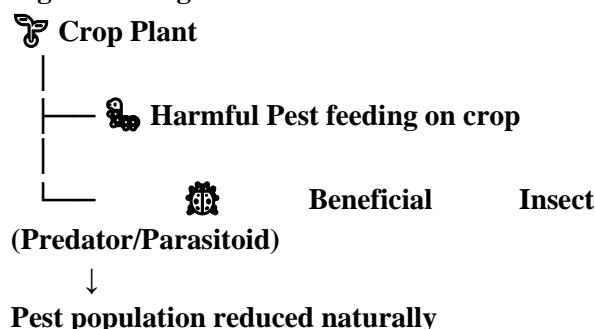 Crop Plant
Harmful Pest feeding on crop
Beneficial Insect
(Predator/Parasitoid)
↓
Pest population reduced naturally